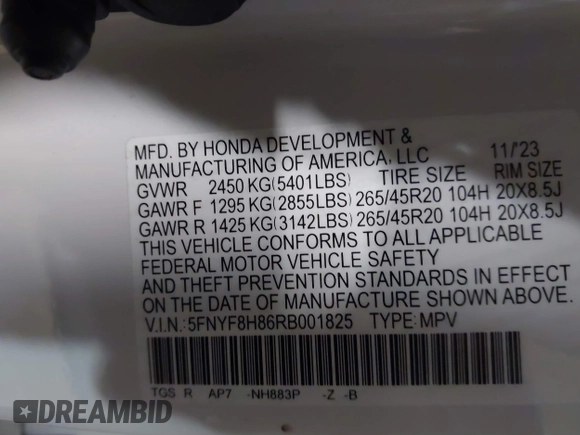 MFD. BY HONDA DEVELOPMENT &
MANUFACTURING OF AMERICA, LLC 11/'23
GVWR 2450 KG(5401LBS) TIRE SIZE RIM SIZE
GAWR F 1295 KG(2855LBS) 265/45R20 104H 20X8.5J
GAWR R 1425 KG(3142LBS) 265/45R20 104H 20X8.5J
THIS VEHICLE CONFORMS TO ALL APPLICABLE
FEDERAL MOTOR VEHICLE SAFETY
AND THEFT PREVENTION STANDARDS IN EFFECT
ON THE DATE OF MANUFACTURE SHOWN ABOVE.
V.I.N.: 5FNYF8H86RB001825 TYPE: MPV
TGS R AP7 -NH883P -Z -B
DREAMBID